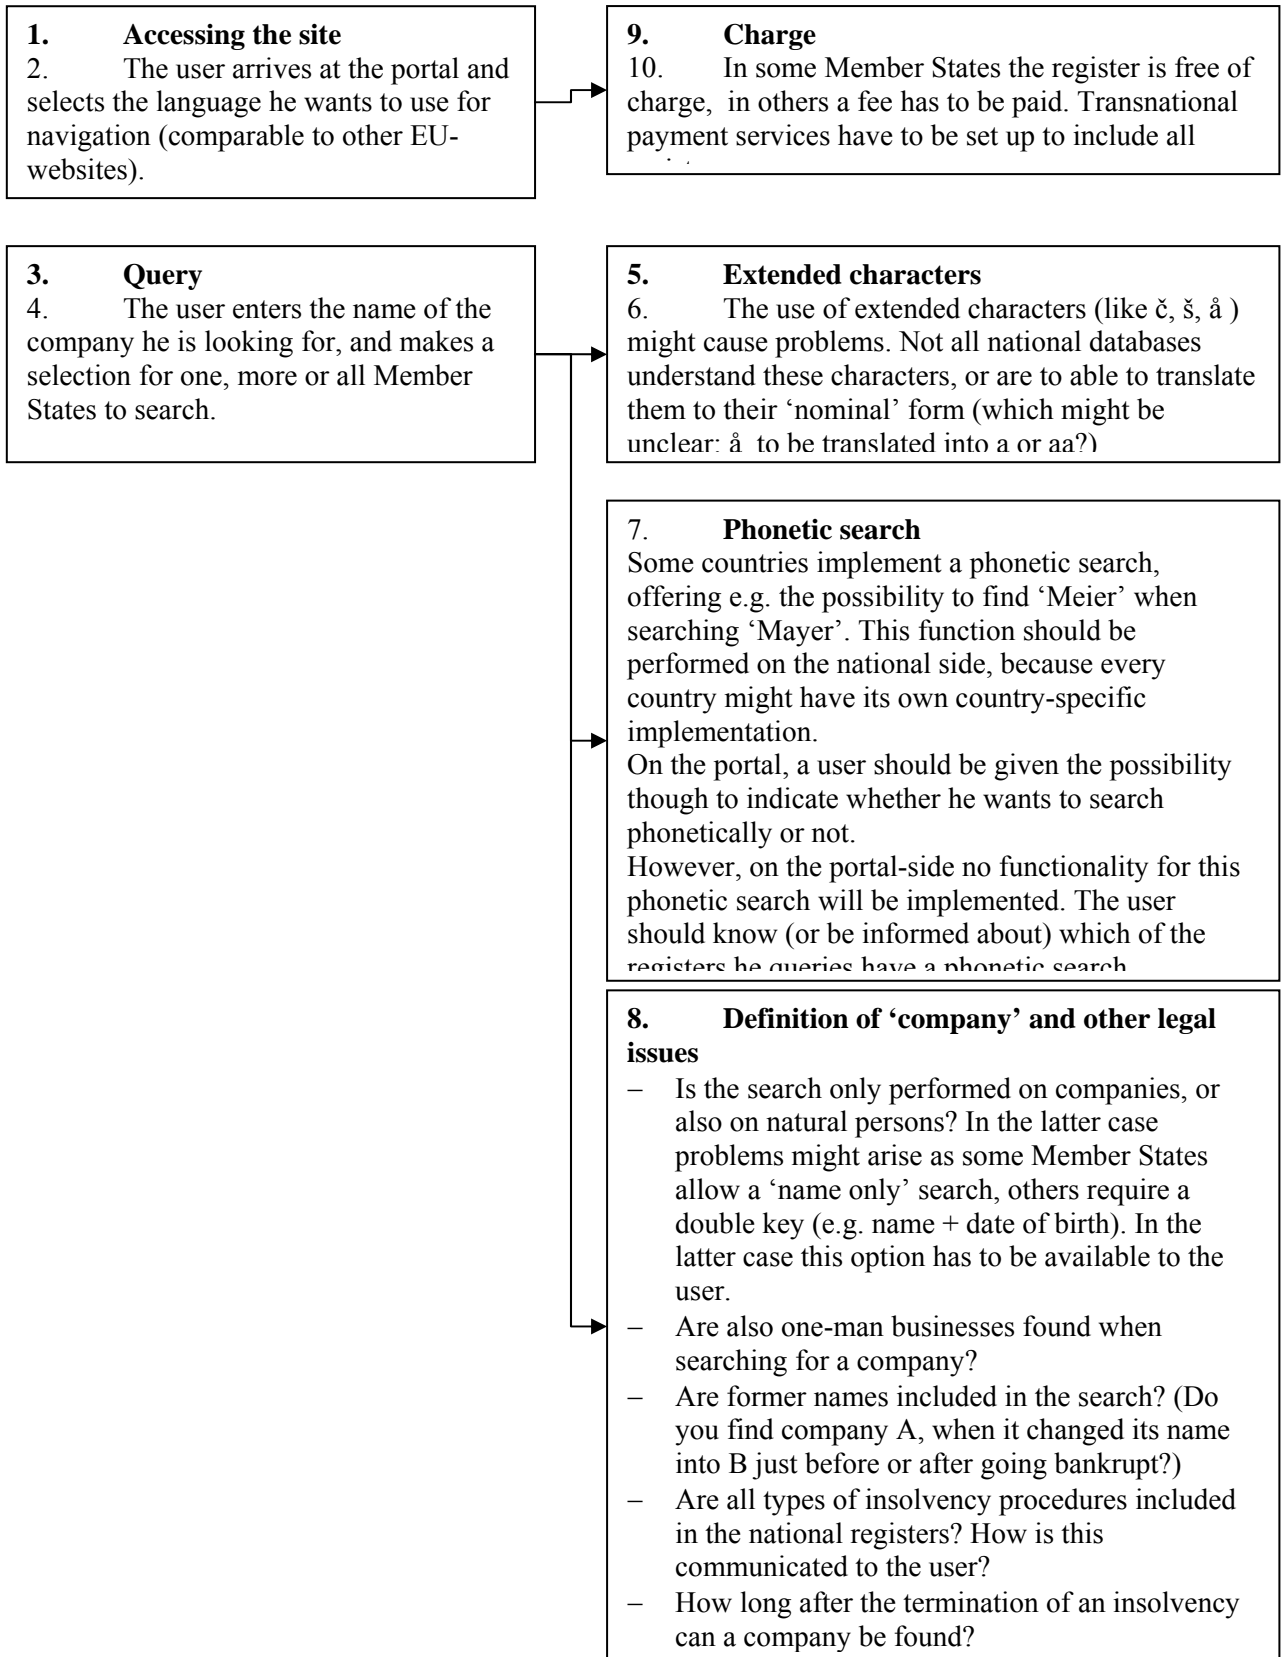 1. Accessing the site
2. The user arrives at the portal and
selects the language he wants to use for
navigation (comparable to other EU-
websites).
9. Charge
10. In some Member States the register is free of
charge, in others a fee has to be paid. Transnational
payment services have to be set up to include all
3. Query
4. The user enters the name of the
company he is looking for, and makes a
selection for one, more or all Member
States to search.
5. Extended characters
6. The use of extended characters (like č, š, å )
might cause problems. Not all national databases
understand these characters, or are to able to translate
them to their ‘nominal’ form (which might be
unclear: å to be translated into a or aa?)
7. Phonetic search
Some countries implement a phonetic search,
offering e.g. the possibility to find ‘Meier’ when
searching ‘Mayer’. This function should be
performed on the national side, because every
country might have its own country-specific
implementation.
On the portal, a user should be given the possibility
though to indicate whether he wants to search
phonetically or not.
However, on the portal-side no functionality for this
phonetic search will be implemented. The user
should know (or be informed about) which of the
registers he queries have a phonetic search
8. Definition of ‘company’ and other legal
issues
– Is the search only performed on companies, or
also on natural persons? In the latter case
problems might arise as some Member States
allow a ‘name only’ search, others require a
double key (e.g. name + date of birth). In the
latter case this option has to be available to the
user.
– Are also one-man businesses found when
searching for a company?
– Are former names included in the search? (Do
you find company A, when it changed its name
into B just before or after going bankrupt?)
– Are all types of insolvency procedures included
in the national registers? How is this
communicated to the user?
– How long after the termination of an insolvency
can a company be found?